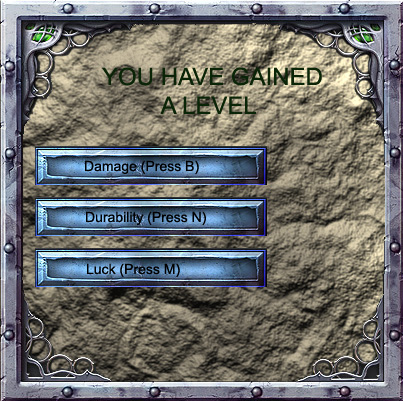 YOU HAVE GAINED
A LEVEL
Damage (Press B)
Durability (Press N)
Luck (Press M)